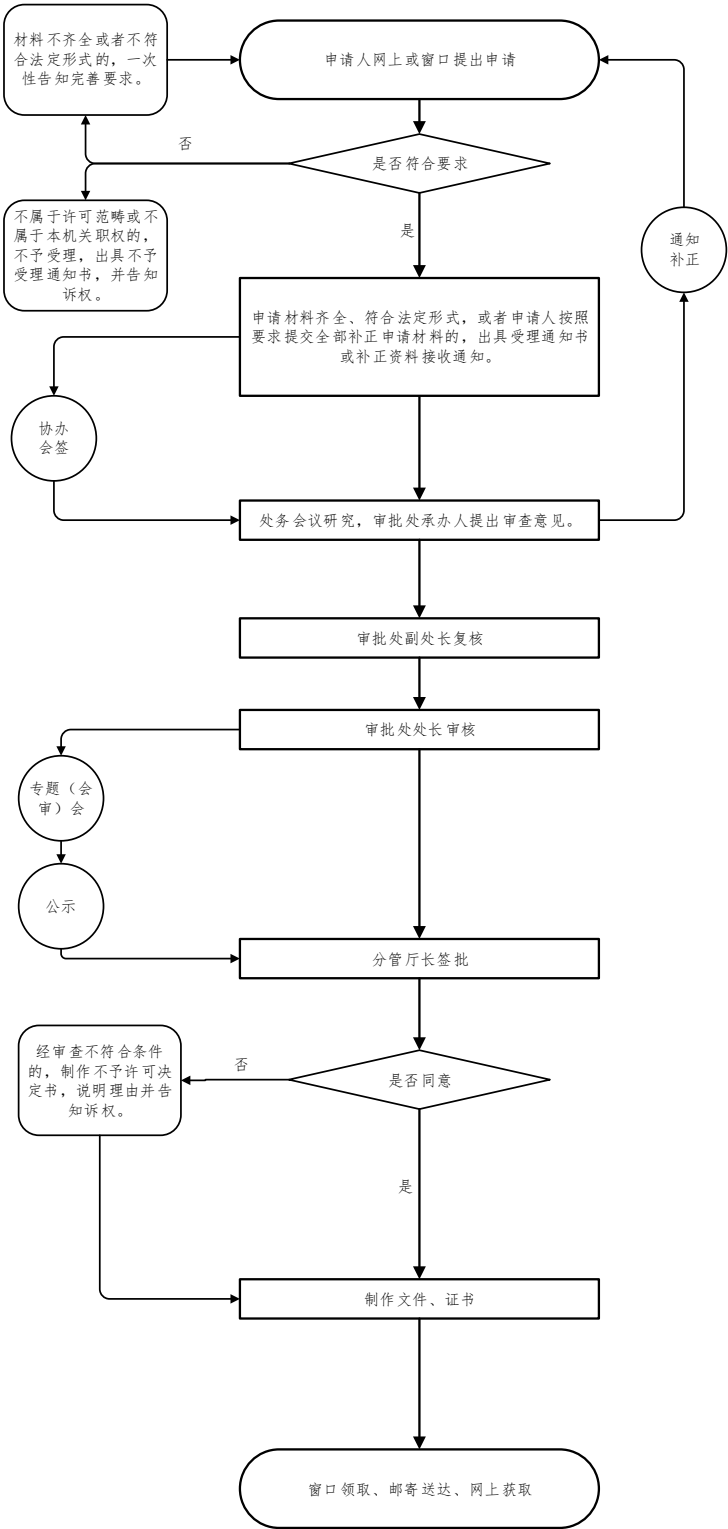 材料不齐全或者不符
合法定形式的，一次
性告知完善要求。
申请人网上或窗口提出申请
否
是否符合要求
不属于许可范畴或不
属于本机关职权的，
不予受理，出具不予
受理通知书，并告知
诉权。
是
通知
补正
申请材料齐全、符合法定形式，或者申请人按照
要求提交全部补正申请材料的，出具受理通知书
或补正资料接收通知。
协办
会签
处务会议研究，审批处承办人提出审查意见。
审批处副处长复核
审批处处长审核
专题（会
审）会
公示
分管厅长签批
经审查不符合条件
的，制作不予许可决
定书，说明理由并告
知诉权。
否
是否同意
是
制作文件、证书
窗口领取、邮寄送达、网上获取